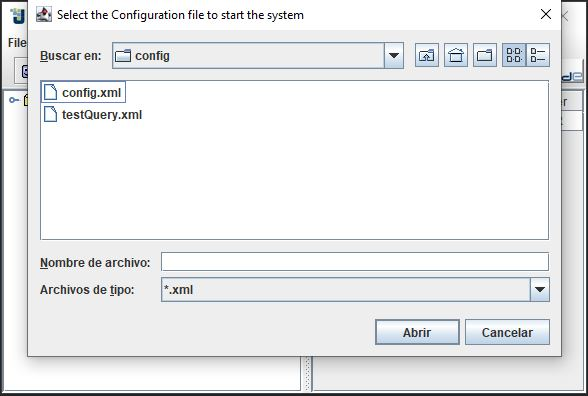 Select the Configuration file to start the system
File
Buscar en:
config
config.xml
testQuery.xml
Nombre de archivo:
Archivos de tipo:
*.xml
Abrir
Cancelar